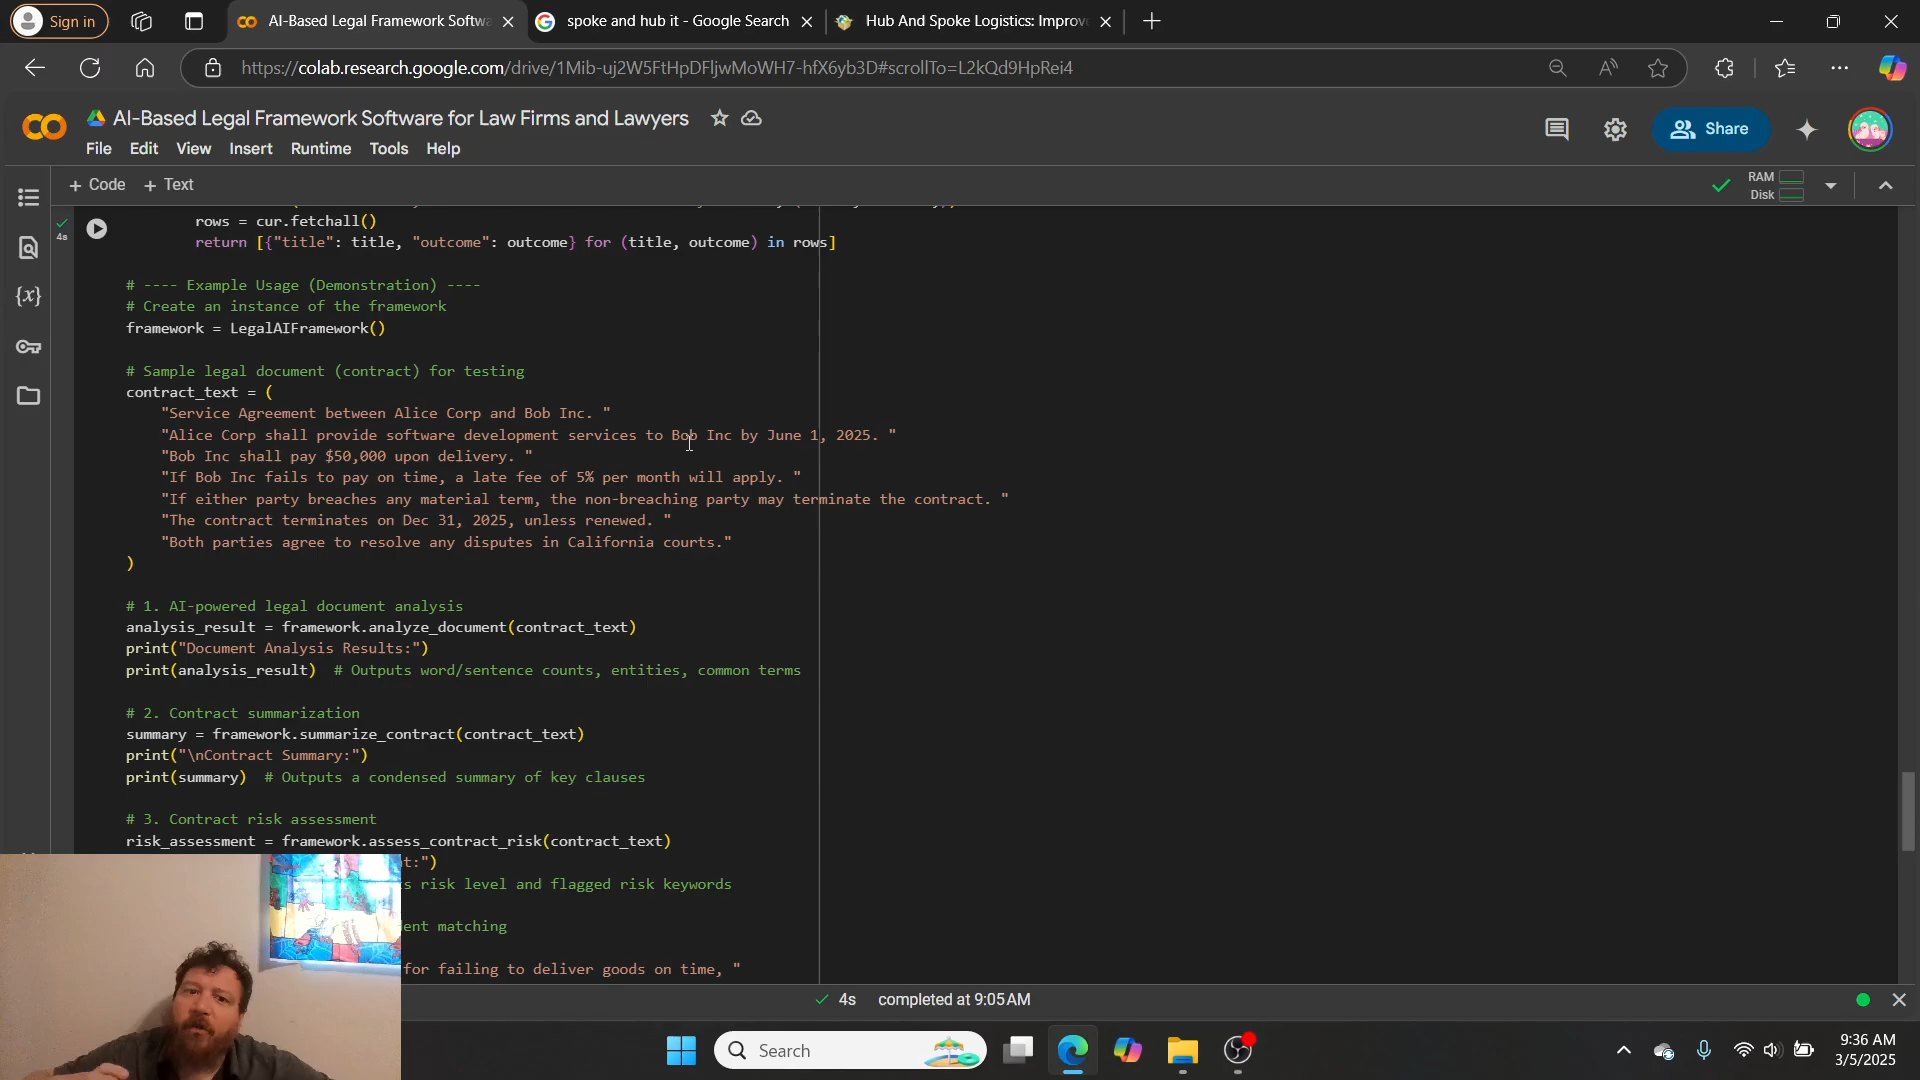 Sign in
AI-Based Legal Framework Softwa
spoke and hub it - Google Search
Hub And Spoke Logistics: Improv
https://colab.research.google.com/drive/1Mib-uj2W5FtHpDFljwMoWH7-hfX6yb3D#scrollTo=L2kQd9HpRei4
AI-Based Legal Framework Software for Law Firms and Lawyers
File Edit View Insert Runtime Tools Help
Share
+ Code + Text
RAM
Disk
4s
rows = cur.fetchall()
return [{"title": title, "outcome": outcome} for (title, outcome) in rows]
# ---- Example Usage (Demonstration) ----
# Create an instance of the framework
framework = LegalAIFramework()
# Sample legal document (contract) for testing
contract_text = (
"Service Agreement between Alice Corp and Bob Inc. "
"Alice Corp shall provide software development services to Bob Inc by June 1, 2025. "
"Bob Inc shall pay $50,000 upon delivery. "
"If Bob Inc fails to pay on time, a late fee of 5% per month will apply. "
"If either party breaches any material term, the non-breaching party may terminate the contract. "
"The contract terminates on Dec 31, 2025, unless renewed. "
"Both parties agree to resolve any disputes in California courts."
)
# 1. AI-powered legal document analysis
analysis_result = framework.analyze_document(contract_text)
print("Document Analysis Results:")
print(analysis_result) # Outputs word/sentence counts, entities, common terms
# 2. Contract summarization
summary = framework.summarize_contract(contract_text)
print("\nContract Summary:")
print(summary) # Outputs a condensed summary of key clauses
# 3. Contract risk assessment
risk_assessment = framework.assess_contract_risk(contract_text)
t:")
s risk level and flagged risk keywords
ent matching
for failing to deliver goods on time, "
4s completed at 9:05 AM
Search
9:36 AM
3/5/2025